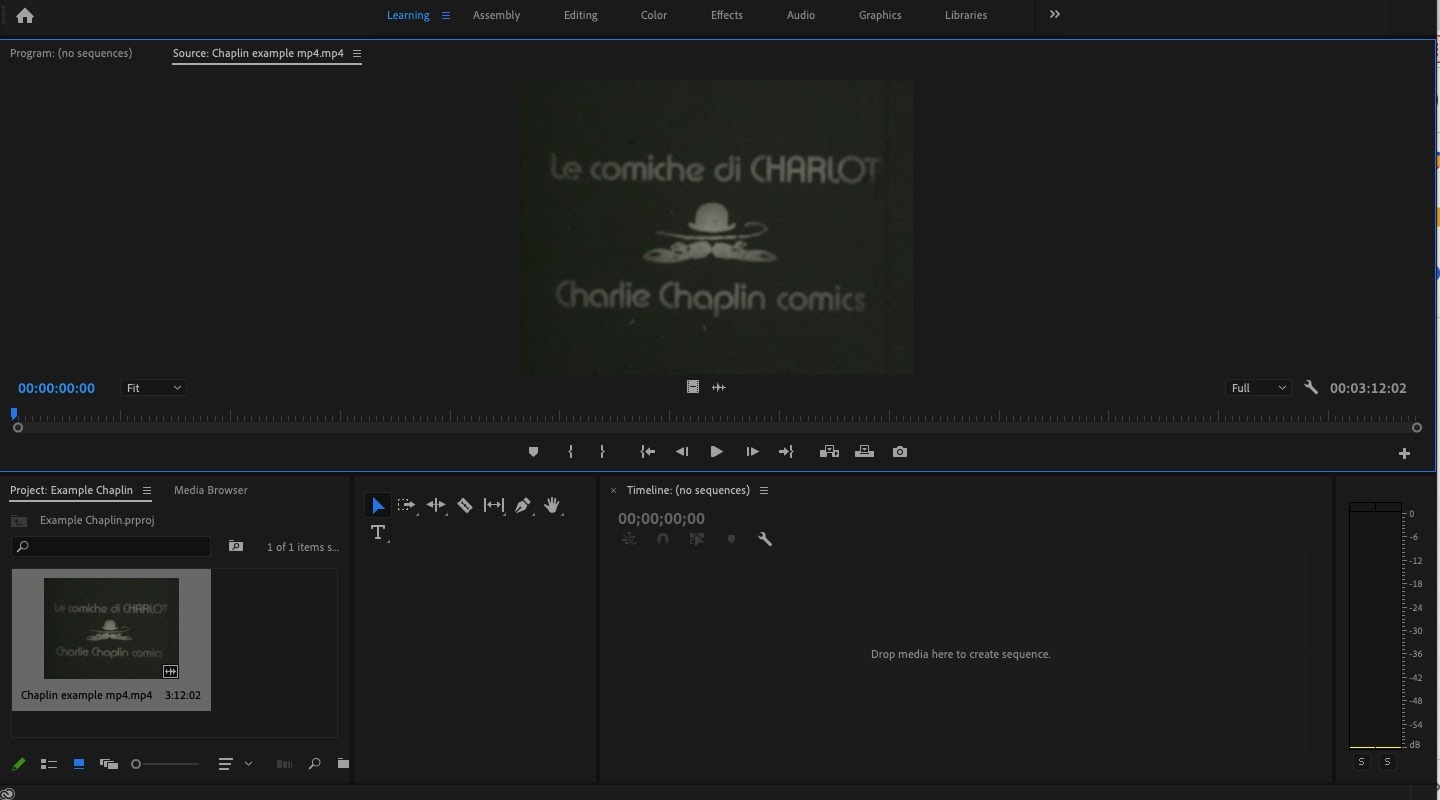 Learning Assembly Editing Color Effects Audio Graphics Libraries
Program: (no sequences) Source: Chaplin example mp4.mp4
Le comiche di CHARLOT
Charlie Chaplin comics
00:00:00:00 Fit Full 00:03:12:02
Project: Example Chaplin Media Browser
Example Chaplin.prproj
1 of 1 items s...
Le comiche di CHARLOT
Charlie Chaplin comics
Chaplin example mp4.mp4 3:12:02
T
× Timeline: (no sequences)
00;00;00;00
Drop media here to create sequence.
0
-6
-12
-18
-24
-30
-36
-42
-48
-54
dB
S S